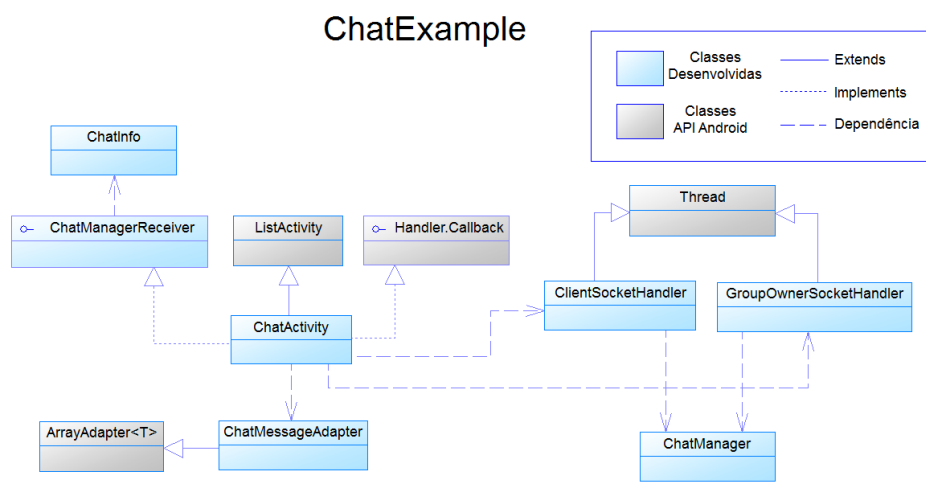 ChatExample
Classes
Desenvolvidas
Extends
Implements
Classes
API Android
Dependência
ChatInfo
ChatManagerReceiver
ListActivity
Handler.Callback
Thread
ClientSocketHandler
GroupOwnerSocketHandler
ChatActivity
ArrayAdapter<T>
ChatMessageAdapter
ChatManager